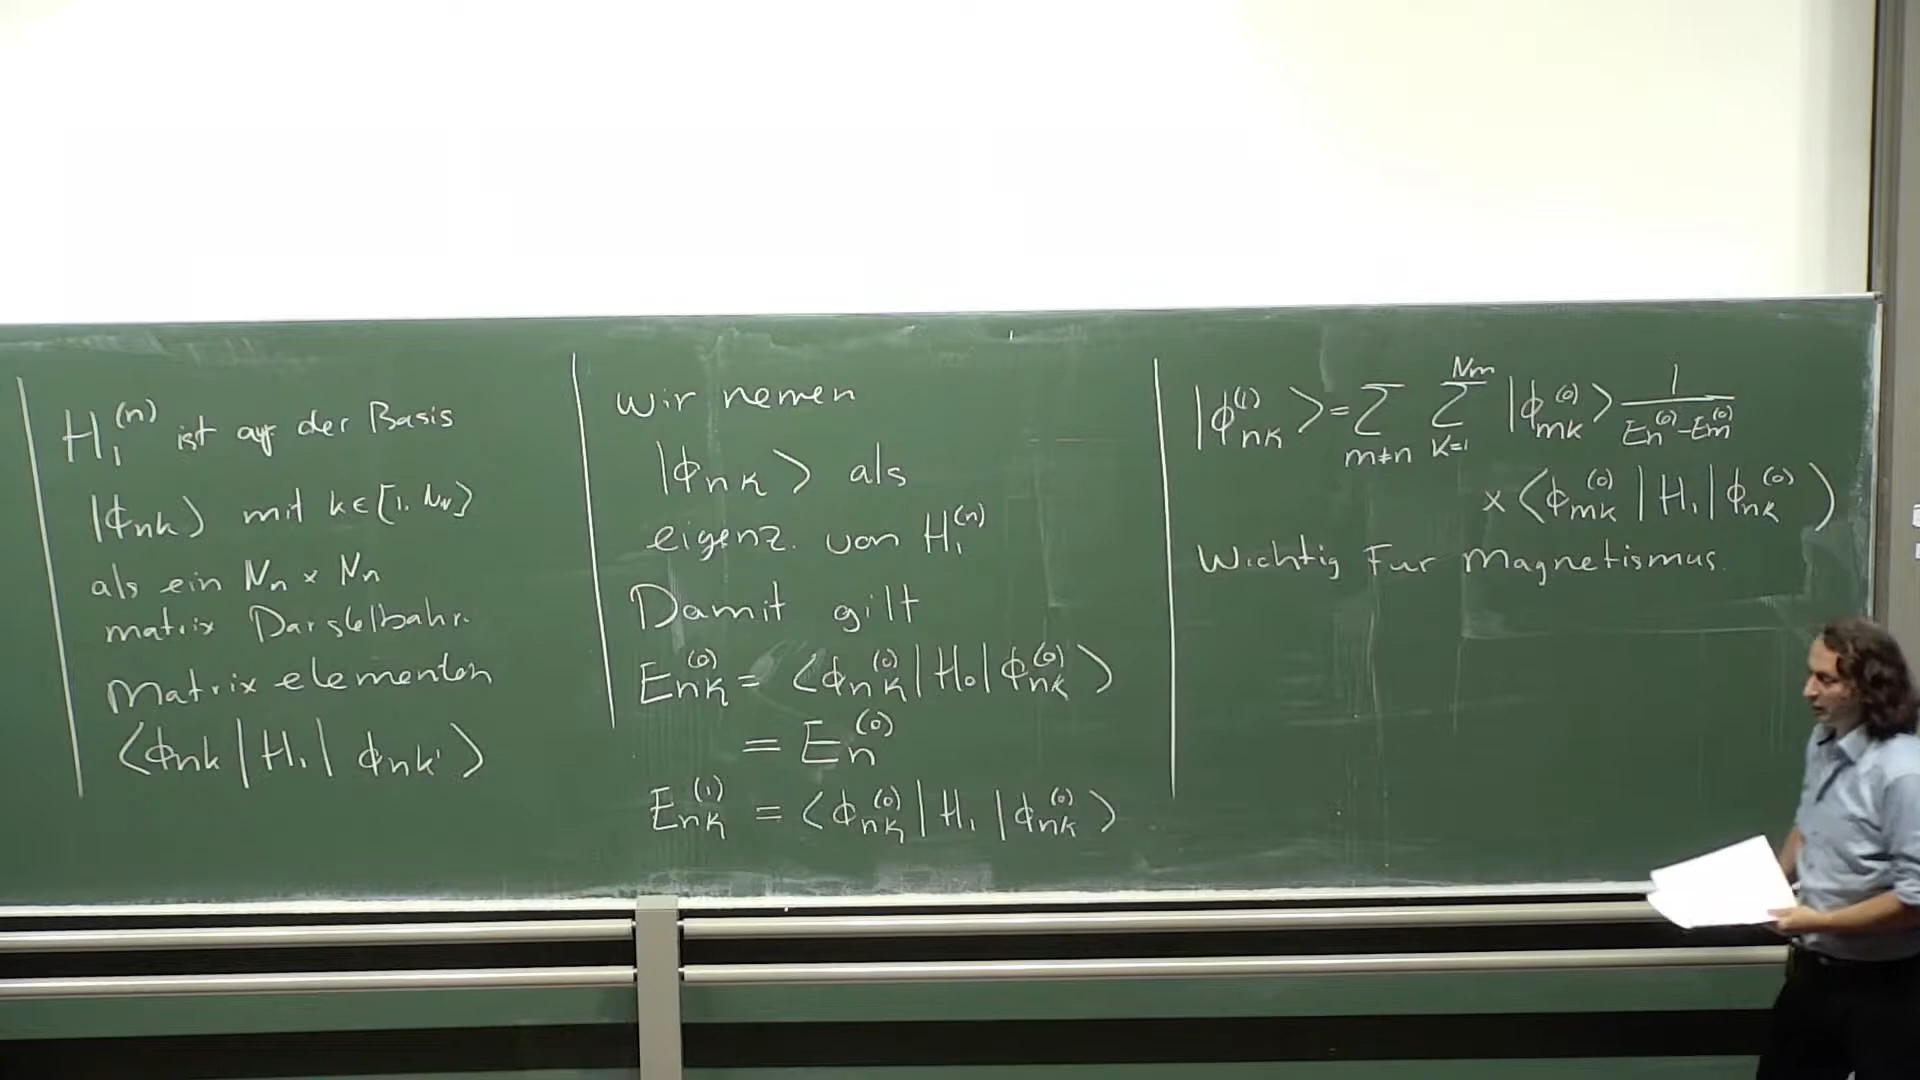 H₁⁽ⁿ⁾ ist auf der Basis
|ϕnk⟩ mit k∈[1, Nn]
als ein Nn × Nn
matrix Darstelbahr.
Matrix elementen
⟨ϕnk | H₁ | ϕnk'⟩
Wir nemen
|ϕnk⟩ als
eigenz. von H₁⁽ⁿ⁾
Damit gilt
Enk⁽⁰⁾ = ⟨ϕnk⁽⁰⁾ | H₀ | ϕnk⁽⁰⁾⟩
= En⁽⁰⁾
Enk⁽¹⁾ = ⟨ϕnk⁽⁰⁾ | H₁ | ϕnk⁽⁰⁾⟩
|ϕnk⁽¹⁾⟩ = ∑_{m≠n} ∑_{k=1}^{Nm} |ϕmk⁽⁰⁾⟩ 1/(En⁽⁰⁾ − Em⁽⁰⁾)
× ⟨ϕmk⁽⁰⁾ | H₁ | ϕnk⁽⁰⁾⟩
Wichtig Fur Magnetismus.